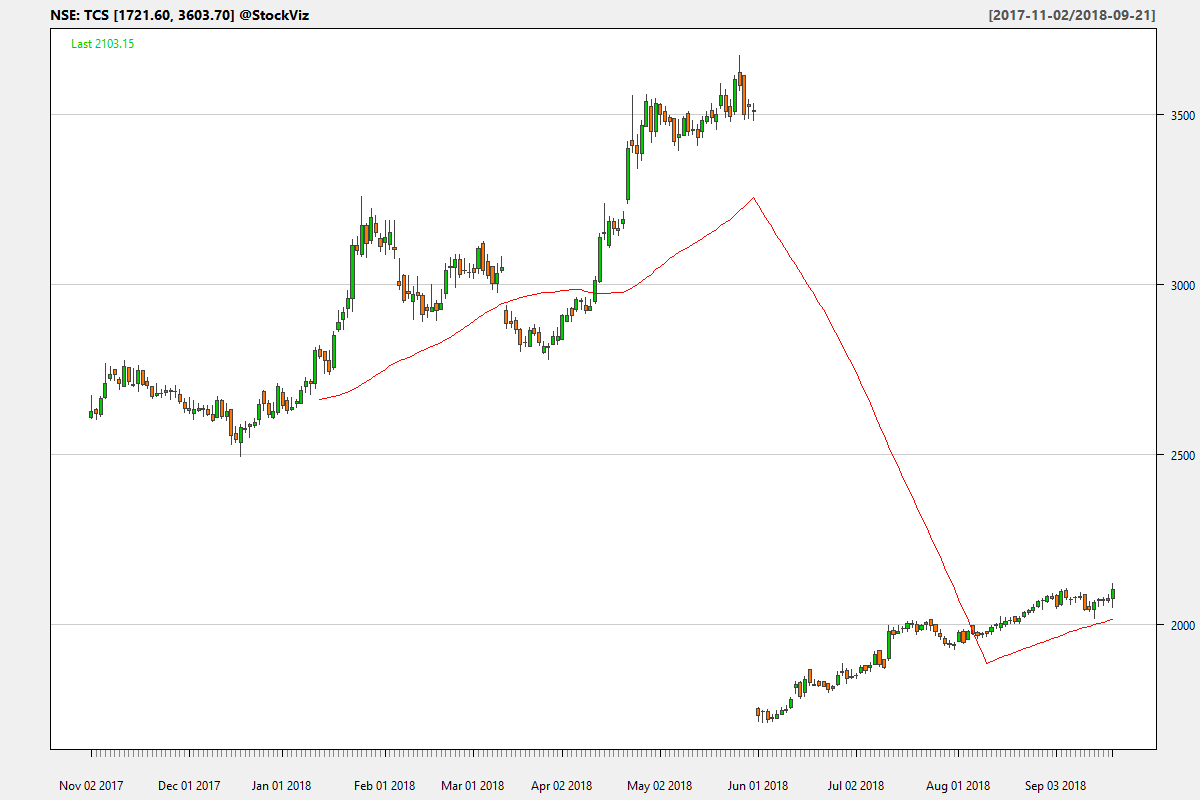 NSE: TCS [1721.60, 3603.70] @StockViz
[2017-11-02/2018-09-21]
Last 2103.15
3500
3000
2500
2000
Nov 02 2017 Dec 01 2017 Jan 01 2018 Feb 01 2018 Mar 01 2018 Apr 02 2018 May 02 2018 Jun 01 2018 Jul 02 2018 Aug 01 2018 Sep 03 2018